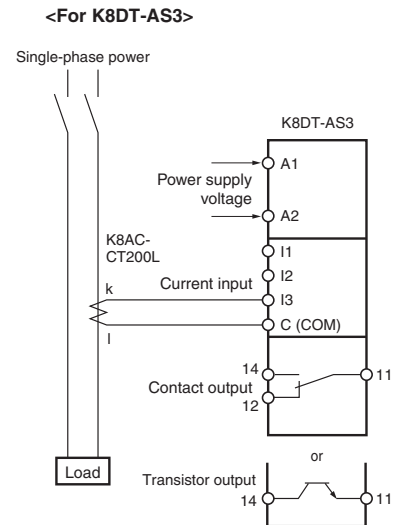 <For K8DT-AS3>
Single-phase power
K8DT-AS3
A1
Power supply
voltage
A2
K8AC-
CT200L
I1
I2
k
Current input
I3
C (COM)
l
14
11
Contact output
12
or
Load
Transistor output
14
11